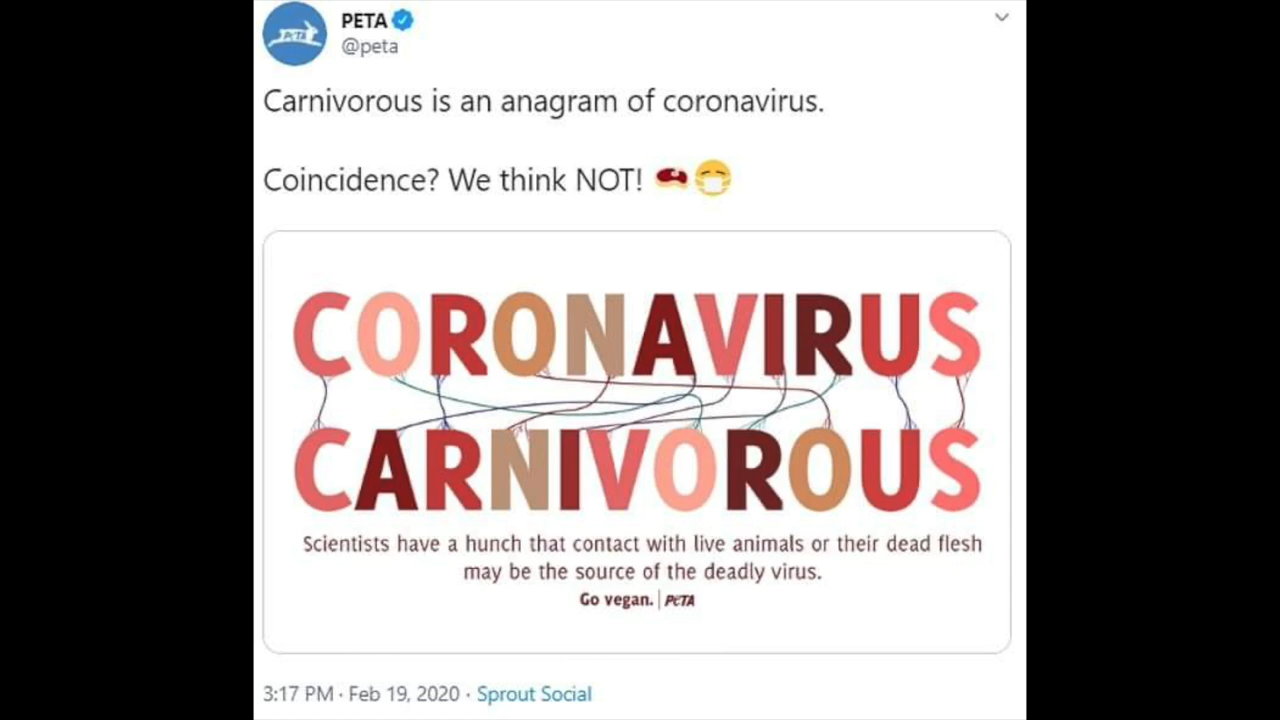 PETA
@peta
Carnivorous is an anagram of coronavirus.
Coincidence? We think NOT!
CORONAVIRUS
CARNIVOROUS
Scientists have a hunch that contact with live animals or their dead flesh
may be the source of the deadly virus.
Go vegan. | PETA
3:17 PM · Feb 19, 2020 · Sprout Social